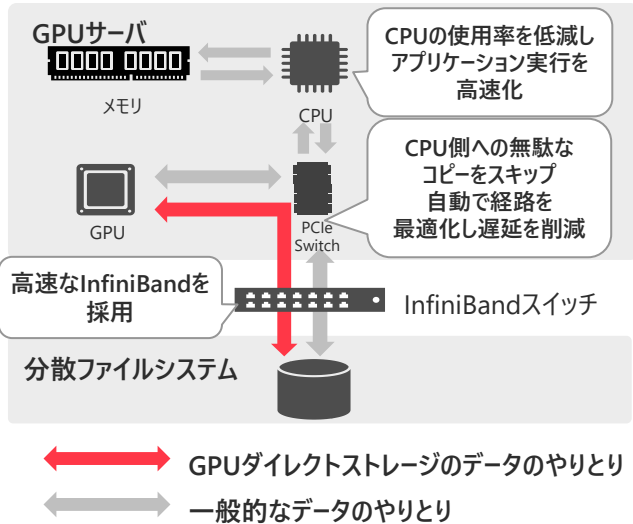 GPUサーバ
メモリ
CPU
CPUの使用率を低減し
アプリケーション実行を
高速化
GPU
PCIe
Switch
CPU側への無駄な
コピーをスキップ
自動で経路を
最適化し遅延を削減
高速なInfiniBandを
採用
InfiniBandスイッチ
分散ファイルシステム
GPUダイレクトストレージのデータのやりとり
一般的なデータのやりとり